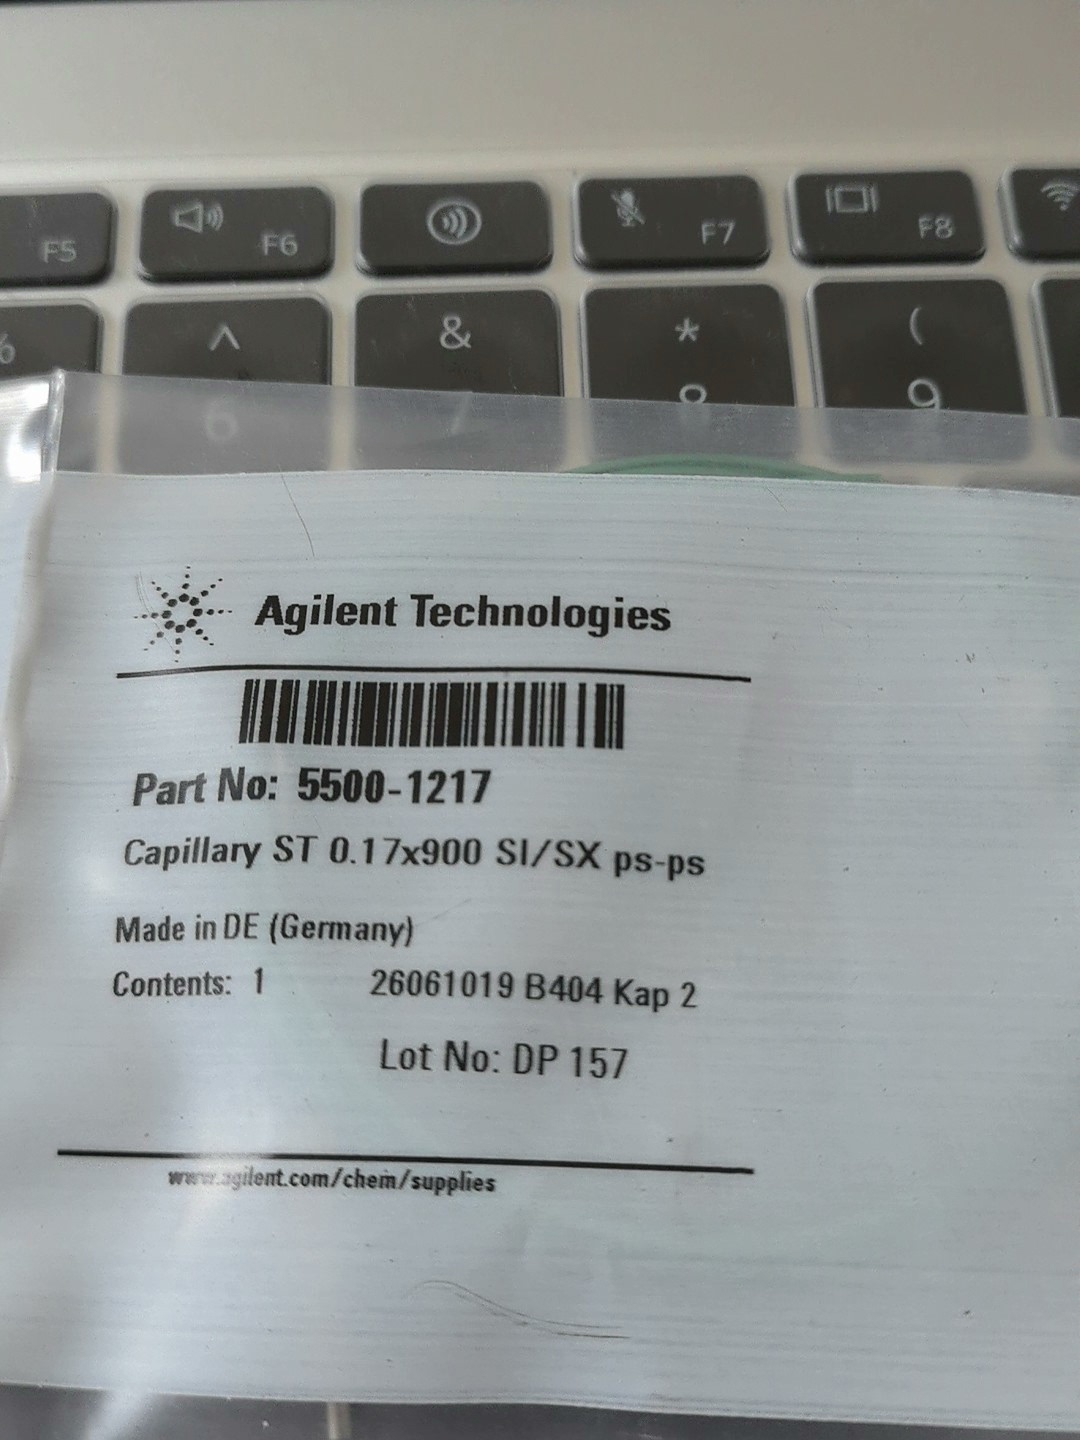 F5 F6 F7 F8
% ^ & * (
6 9
Agilent Technologies
Part No: 5500-1217
Capillary ST 0.17x900 SI/SX ps-ps
Made in DE (Germany)
Contents: 1 26061019 B404 Kap 2
Lot No: DP 157
www.agilent.com/chem/supplies